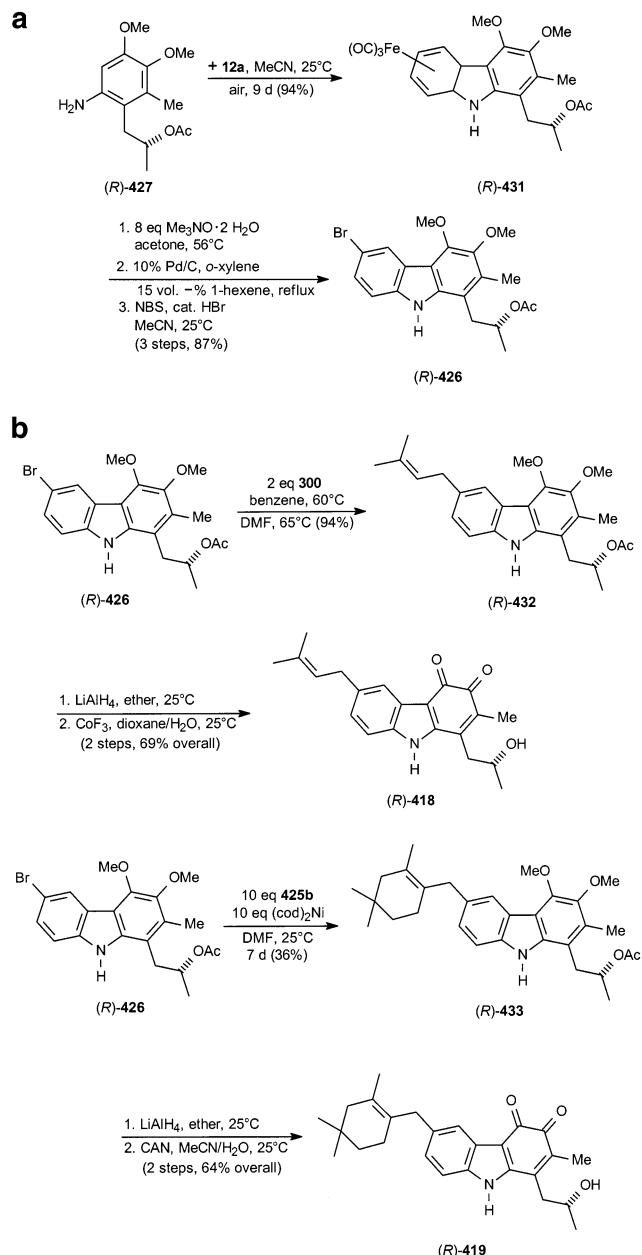 a
MeO
OMe
H2N
Me
OAc
Me
(R)-427
+ 12a, MeCN, 25°C
air, 9 d (94%)
(OC)3Fe
MeO
OMe
Me
N
H
OAc
Me
(R)-431
1. 8 eq Me3NO·2 H2O
acetone, 56°C
2. 10% Pd/C, o-xylene
15 vol. –% 1-hexene, reflux
3. NBS, cat. HBr
MeCN, 25°C
(3 steps, 87%)
Br
MeO
OMe
Me
N
H
OAc
(R)-426
b
Br
MeO
OMe
Me
N
H
OAc
(R)-426
2 eq 300
benzene, 60°C
DMF, 65°C (94%)
MeO
OMe
Me
N
H
OAc
(R)-432
1. LiAlH4, ether, 25°C
2. CoF3, dioxane/H2O, 25°C
(2 steps, 69% overall)
O
O
Me
N
H
OH
(R)-418
Br
MeO
OMe
Me
N
H
OAc
(R)-426
10 eq 425b
10 eq (cod)2Ni
DMF, 25°C
7 d (36%)
MeO
OMe
Me
N
H
OAc
(R)-433
1. LiAlH4, ether, 25°C
2. CAN, MeCN/H2O, 25°C
(2 steps, 64% overall)
O
O
Me
N
H
OH
(R)-419